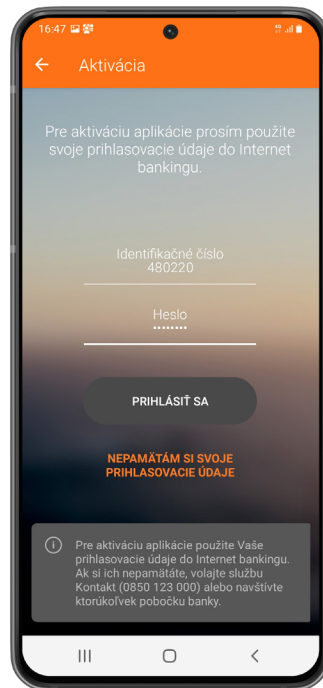 16:47
Aktivácia
Pre aktiváciu aplikácie prosím použite
svoje prihlasovacie údaje do Internet
bankingu.
Identifikačné číslo
480220
Heslo
••••••••
PRIHLÁSIŤ SA
NEPAMÄTÁM SI SVOJE
PRIHLASOVACIE ÚDAJE
Pre aktiváciu aplikácie použite Vaše
prihlasovacie údaje do Internet bankingu.
Ak si ich nepamätáte, volajte službu
Kontakt (0850 123 000) alebo navštívte
ktorúkoľvek pobočku banky.